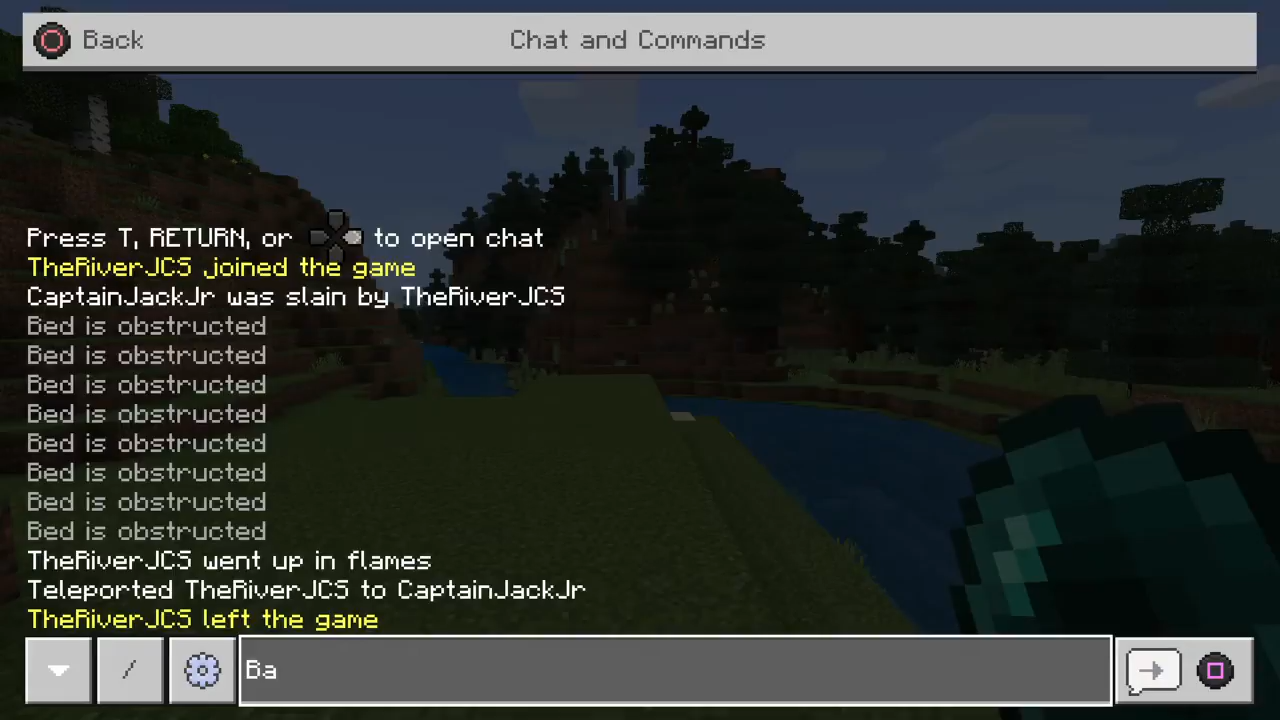 Back
Chat and Commands
Press T, RETURN, or to open chat
TheRiverJCS joined the game
CaptainJackJr was slain by TheRiverJCS
Bed is obstructed
Bed is obstructed
Bed is obstructed
Bed is obstructed
Bed is obstructed
Bed is obstructed
Bed is obstructed
Bed is obstructed
TheRiverJCS went up in flames
Teleported TheRiverJCS to CaptainJackJr
TheRiverJCS left the game
/
Ba